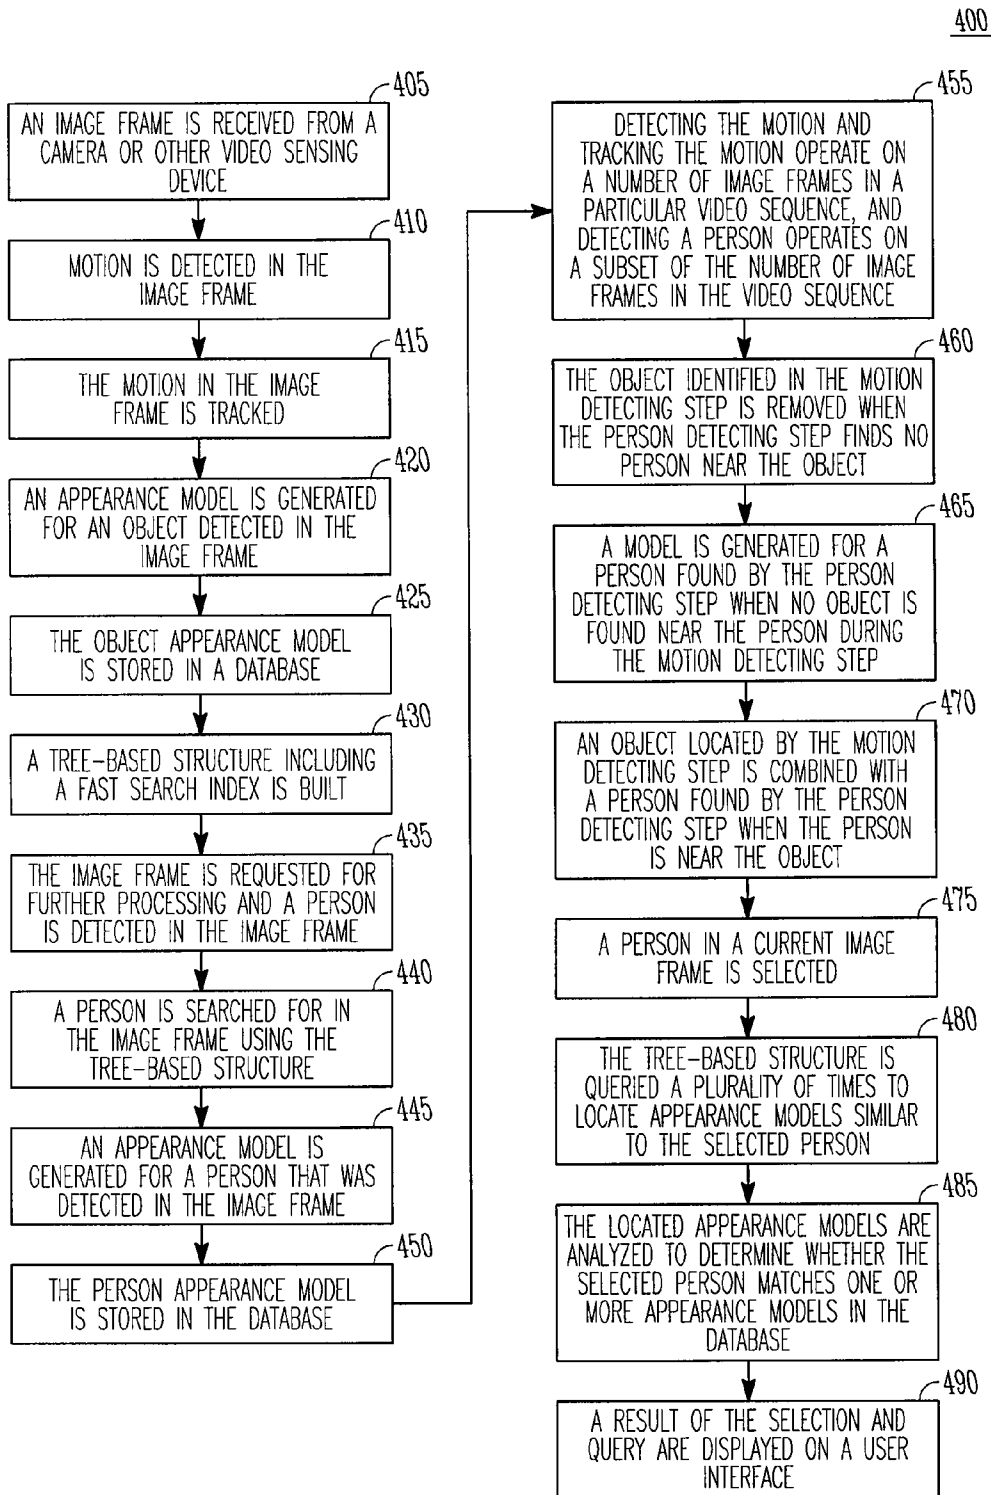 400
405
AN IMAGE FRAME IS RECEIVED FROM A
CAMERA OR OTHER VIDEO SENSING
DEVICE
410
MOTION IS DETECTED IN THE
IMAGE FRAME
415
THE MOTION IN THE IMAGE
FRAME IS TRACKED
420
AN APPEARANCE MODEL IS GENERATED
FOR AN OBJECT DETECTED IN THE
IMAGE FRAME
425
THE OBJECT APPEARANCE MODEL
IS STORED IN A DATABASE
430
A TREE-BASED STRUCTURE INCLUDING
A FAST SEARCH INDEX IS BUILT
435
THE IMAGE FRAME IS REQUESTED FOR
FURTHER PROCESSING AND A PERSON
IS DETECTED IN THE IMAGE FRAME
440
A PERSON IS SEARCHED FOR IN
THE IMAGE FRAME USING THE
TREE-BASED STRUCTURE
445
AN APPEARANCE MODEL IS
GENERATED FOR A PERSON THAT WAS
DETECTED IN THE IMAGE FRAME
450
THE PERSON APPEARANCE MODEL
IS STORED IN THE DATABASE
455
DETECTING THE MOTION AND
TRACKING THE MOTION OPERATE ON
A NUMBER OF IMAGE FRAMES IN A
PARTICULAR VIDEO SEQUENCE, AND
DETECTING A PERSON OPERATES ON
A SUBSET OF THE NUMBER OF IMAGE
FRAMES IN THE VIDEO SEQUENCE
460
THE OBJECT IDENTIFIED IN THE MOTION
DETECTING STEP IS REMOVED WHEN
THE PERSON DETECTING STEP FINDS NO
PERSON NEAR THE OBJECT
465
A MODEL IS GENERATED FOR A
PERSON FOUND BY THE PERSON
DETECTING STEP WHEN NO OBJECT IS
FOUND NEAR THE PERSON DURING
THE MOTION DETECTING STEP
470
AN OBJECT LOCATED BY THE MOTION
DETECTING STEP IS COMBINED WITH
A PERSON FOUND BY THE PERSON
DETECTING STEP WHEN THE PERSON
IS NEAR THE OBJECT
475
A PERSON IN A CURRENT IMAGE
FRAME IS SELECTED
480
THE TREE-BASED STRUCTURE IS
QUERIED A PLURALITY OF TIMES TO
LOCATE APPEARANCE MODELS SIMILAR
TO THE SELECTED PERSON
485
THE LOCATED APPEARANCE MODELS ARE
ANALYZED TO DETERMINE WHETHER THE
SELECTED PERSON MATCHES ONE OR
MORE APPEARANCE MODELS IN THE
DATABASE
490
A RESULT OF THE SELECTION AND
QUERY ARE DISPLAYED ON A USER
INTERFACE